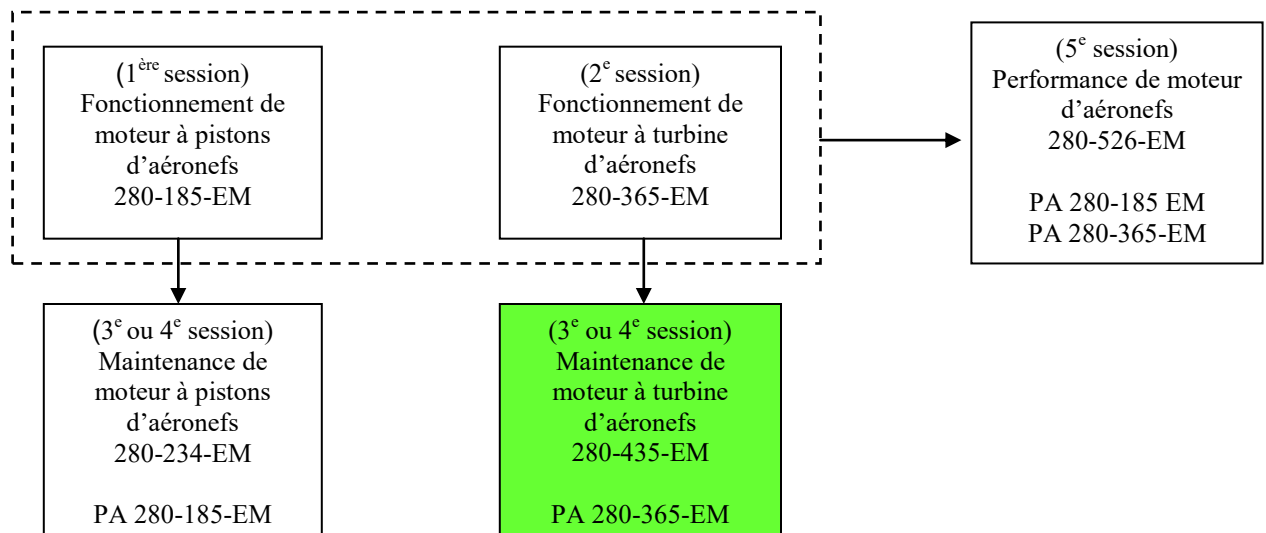 (1ère session)
Fonctionnement de
moteur à pistons
d’aéronefs
280-185-EM
(2e session)
Fonctionnement de
moteur à turbine
d’aéronefs
280-365-EM
(5e session)
Performance de moteur
d’aéronefs
280-526-EM
PA 280-185 EM
PA 280-365-EM
(3e ou 4e session)
Maintenance de
moteur à pistons
d’aéronefs
280-234-EM
PA 280-185-EM
(3e ou 4e session)
Maintenance de
moteur à turbine
d’aéronefs
280-435-EM
PA 280-365-EM